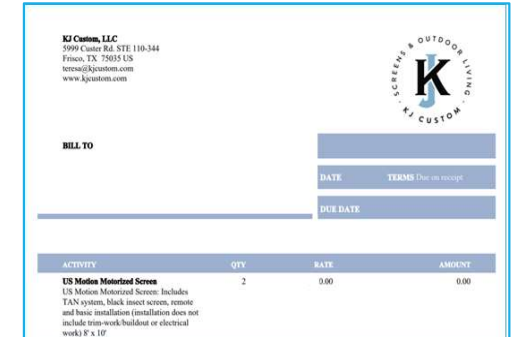 KJ Custom, LLC
5999 Custer Rd. STE 110-344
Frisco, TX 75035 US
teresa@kjcustom.com
www.kjcustom.com
SCREENS & OUTDOOR LIVING
KJ
· KJ CUSTOM ·
BILL TO
DATE TERMS Due on receipt
DUE DATE
ACTIVITY QTY RATE AMOUNT
US Motion Motorized Screen 2 0.00 0.00
US Motion Motorized Screen: Includes
TAN system, black insect screen, remote
and basic installation (installation does not
include trim-work/buildout or electrical
work) 8' x 10'